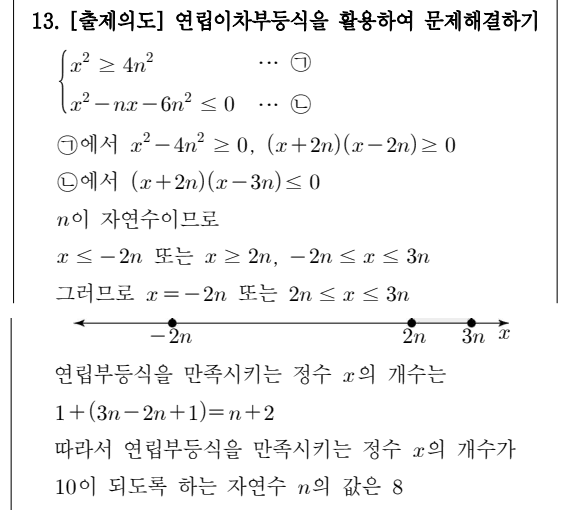 13. [출제의도] 연립이차부등식을 활용하여 문제해결하기
x² ≥ 4n² ⋯ ㉠
x² − nx − 6n² ≤ 0 ⋯ ㉡
㉠에서 x² − 4n² ≥ 0, (x+2n)(x−2n) ≥ 0
㉡에서 (x+2n)(x−3n) ≤ 0
n이 자연수이므로
x ≤ −2n 또는 x ≥ 2n, −2n ≤ x ≤ 3n
그러므로 x = −2n 또는 2n ≤ x ≤ 3n
−2n 2n 3n x
연립부등식을 만족시키는 정수 x의 개수는
1+(3n−2n+1)=n+2
따라서 연립부등식을 만족시키는 정수 x의 개수가
10이 되도록 하는 자연수 n의 값은 8